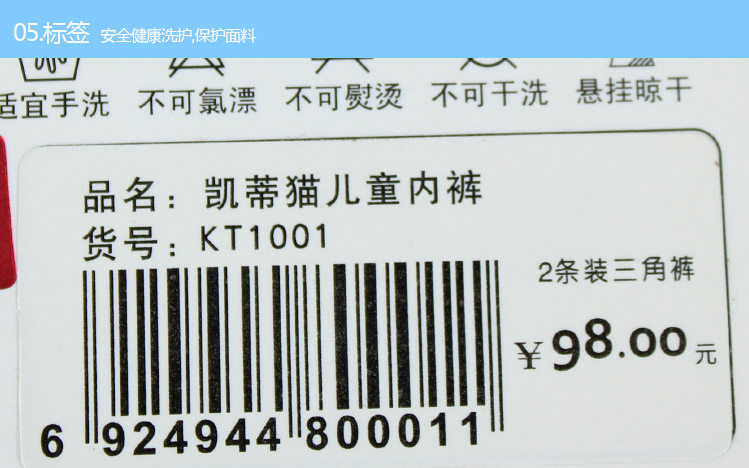 05.标签 安全健康洗护,保护面料
适宜手洗 不可氯漂 不可熨烫 不可干洗 悬挂晾干
品名：凯蒂猫儿童内裤
货号：KT1001
2条装三角裤
¥98.00元
6 924944 800011